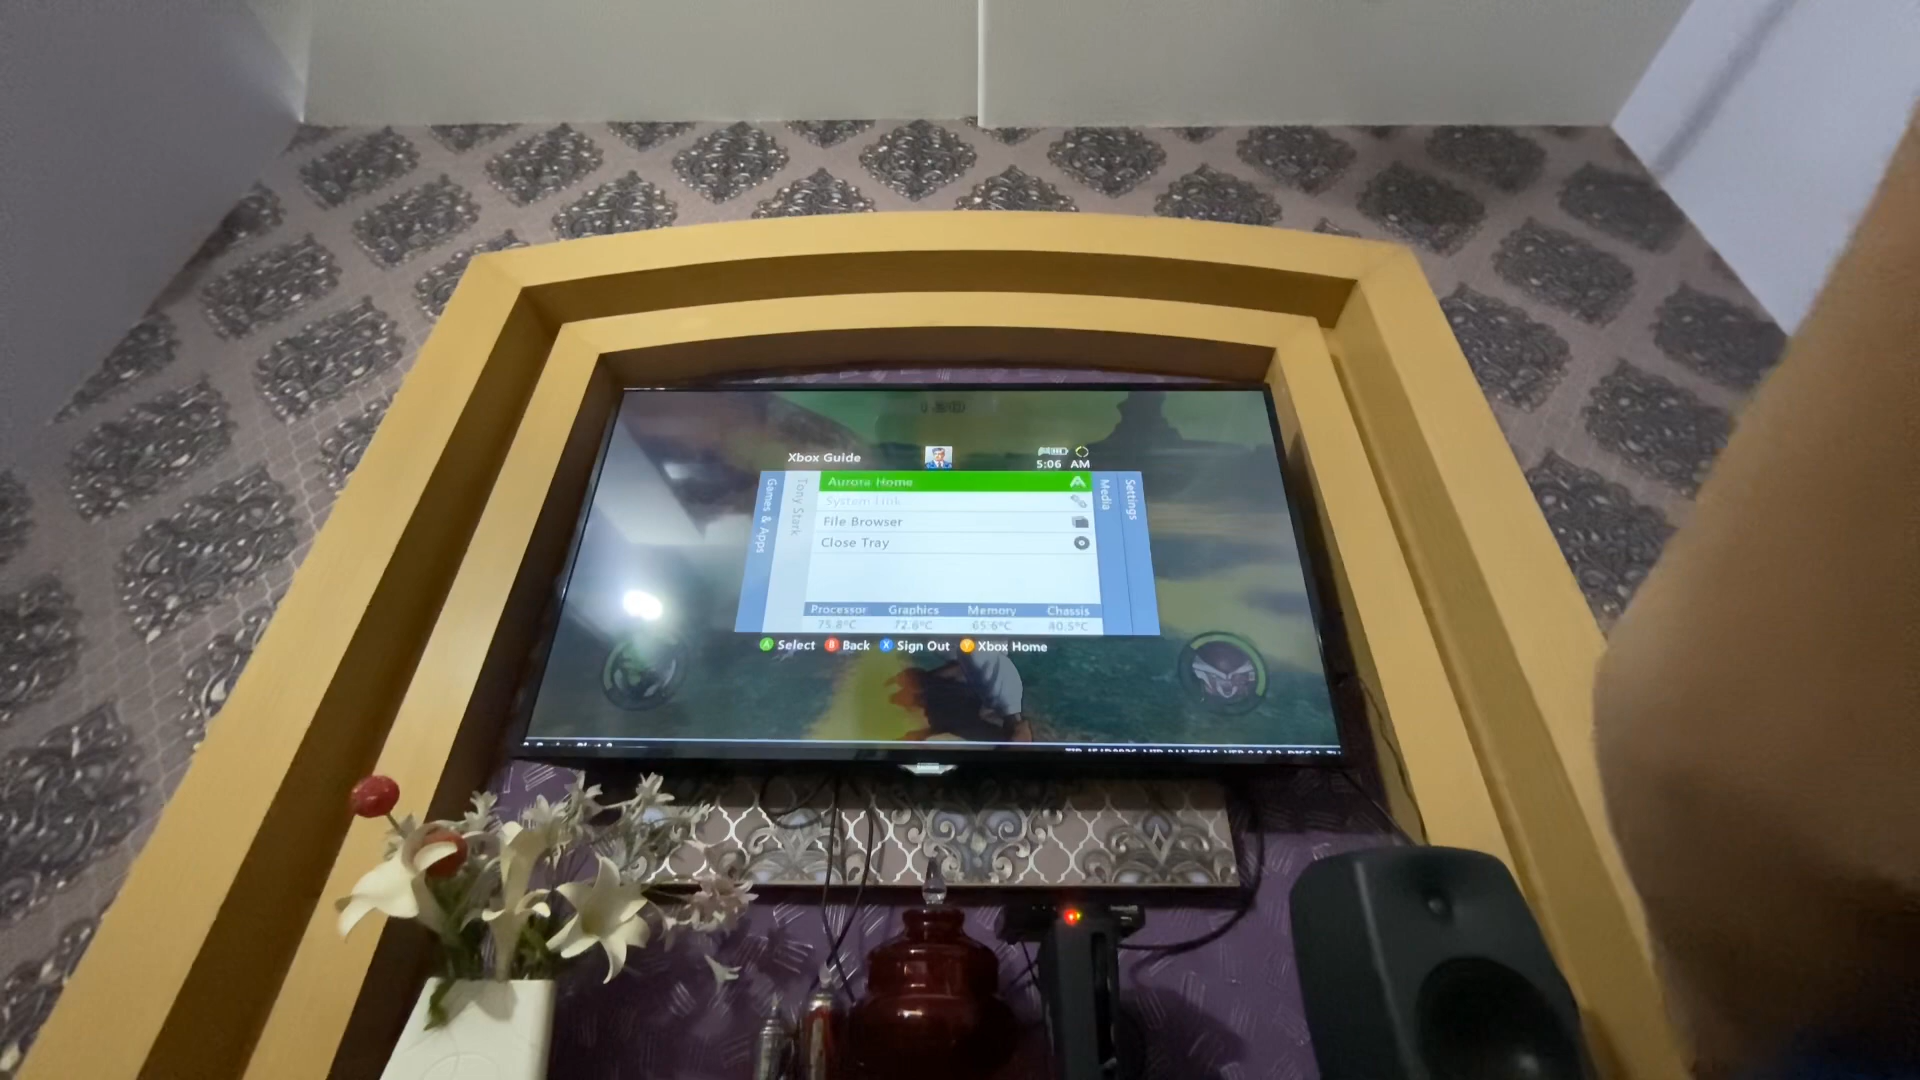 Xbox Guide
5:06 AM
Games & Apps
Tony Stark
Aurora Home
System Link
File Browser
Close Tray
Media
Settings
Processor Graphics Memory Chassis
75.8°C 72.6°C 65.6°C 40.5°C
A Select B Back X Sign Out Y Xbox Home